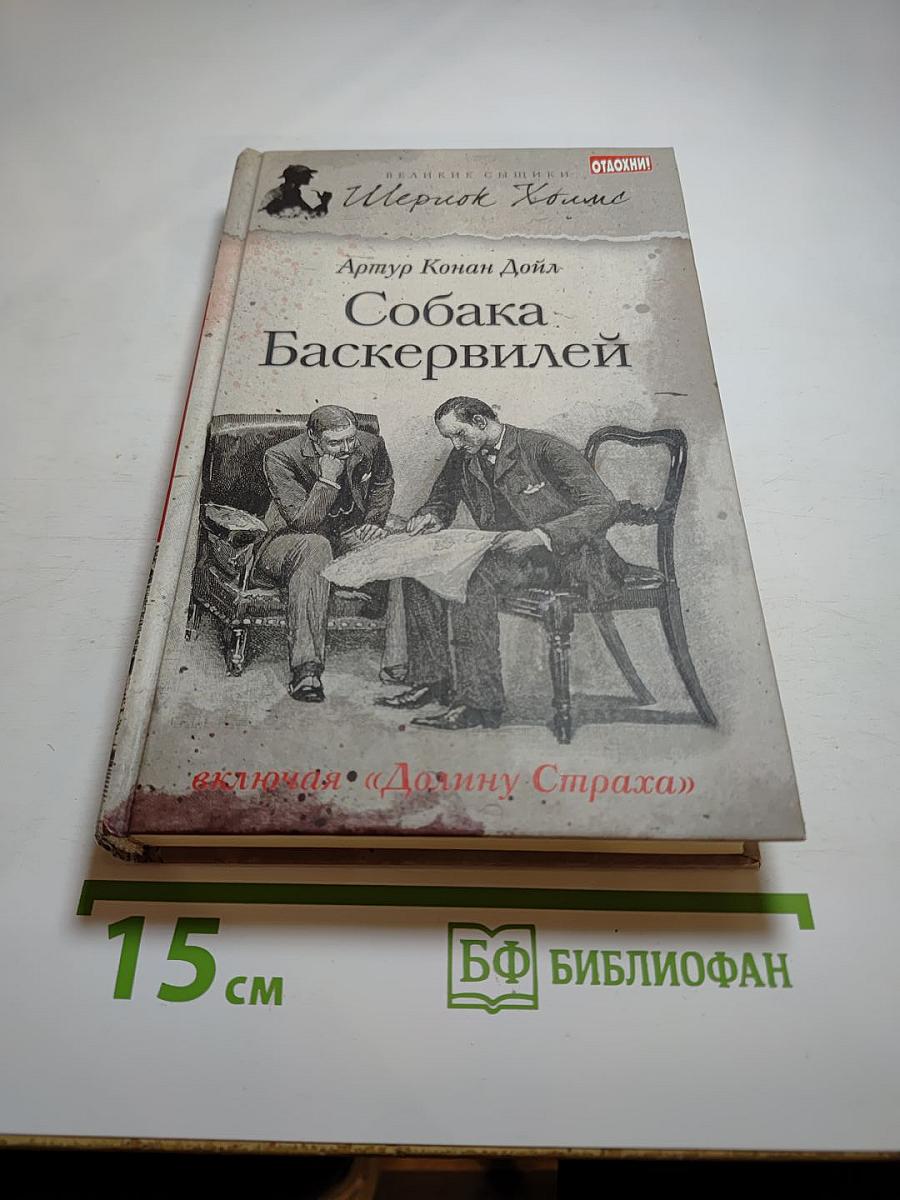 ОТДОХНИ!
ВЕЛИКИЕ СЫЩИКИ
Шерлок Холмс
Артур Конан Дойл
Собака
Баскервилей
включая «Долину Страха»
15 см
БФ БИБЛИОФАН